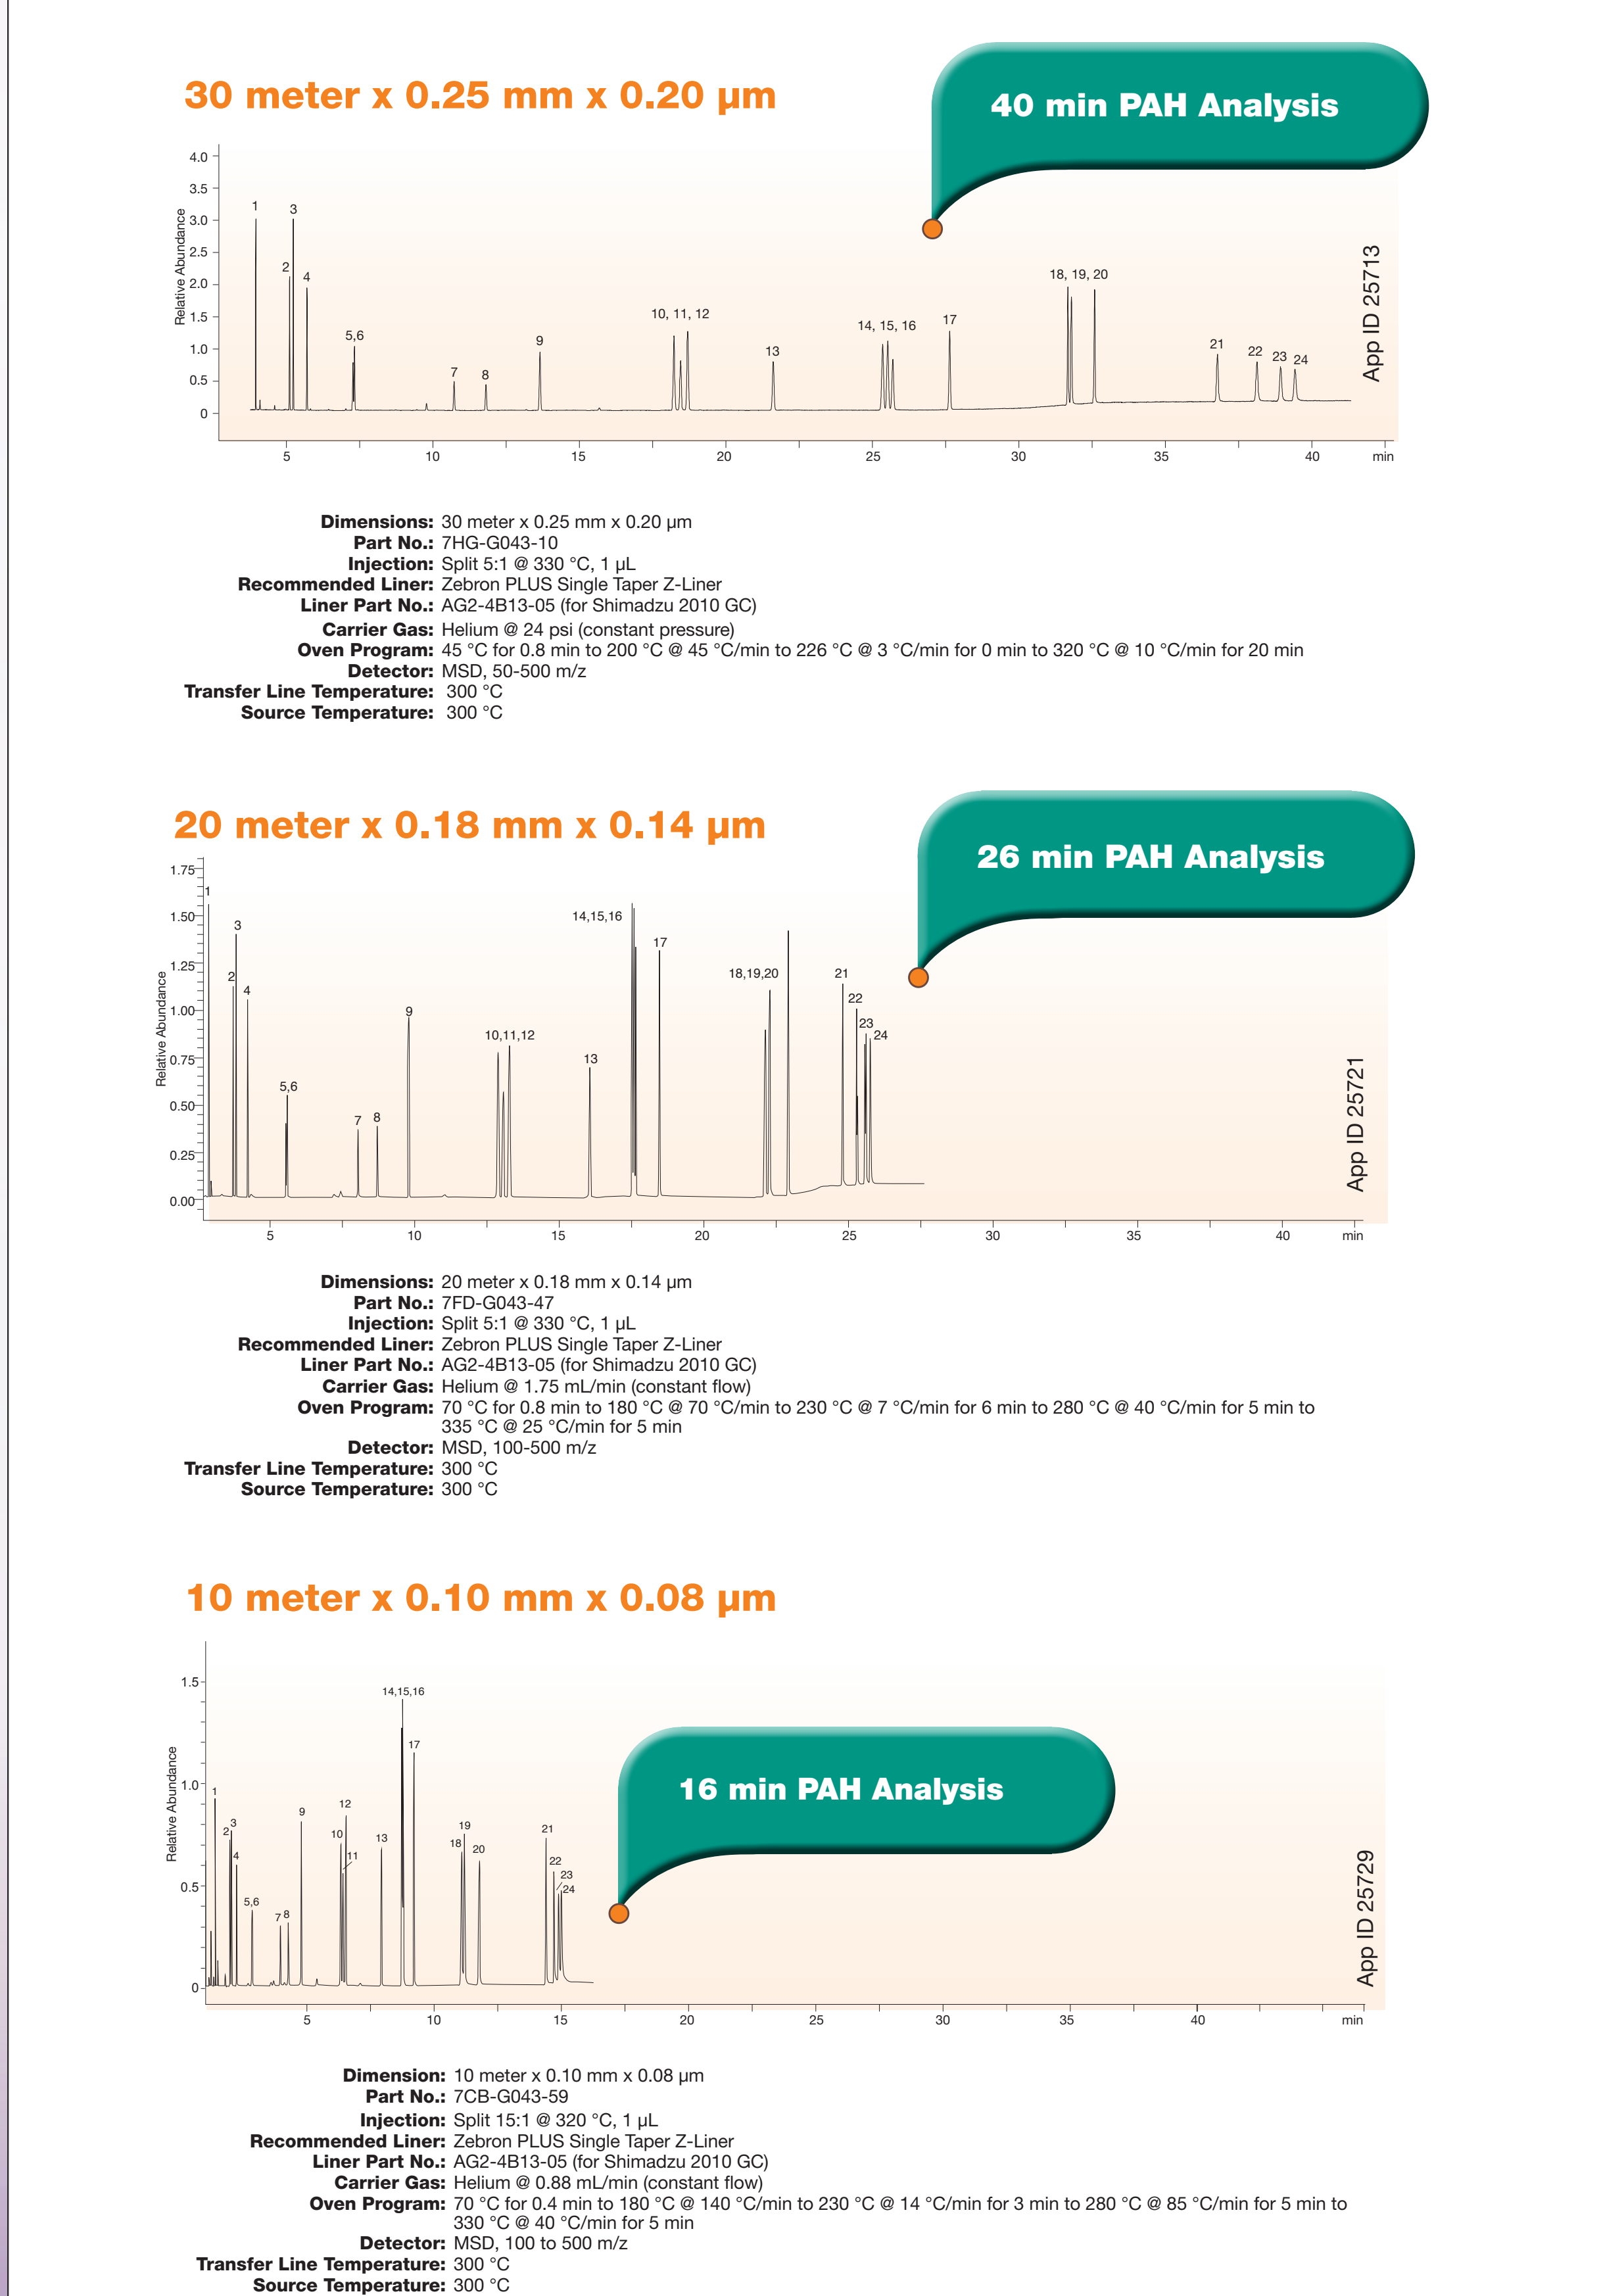 30 meter x 0.25 mm x 0.20 µm
40 min PAH Analysis
Relative Abundance
4.0
3.5
3.0
2.5
2.0
1.5
1.0
0.5
0
1
2
3
4
5,6
7
8
9
10, 11, 12
13
14, 15, 16
17
18, 19, 20
21
22
23
24
5
10
15
20
25
30
35
40
min
App ID 25713
Dimensions: 30 meter x 0.25 mm x 0.20 µm
Part No.: 7HG-G043-10
Injection: Split 5:1 @ 330 °C, 1 µL
Recommended Liner: Zebron PLUS Single Taper Z-Liner
Liner Part No.: AG2-4B13-05 (for Shimadzu 2010 GC)
Carrier Gas: Helium @ 24 psi (constant pressure)
Oven Program: 45 °C for 0.8 min to 200 °C @ 45 °C/min to 226 °C @ 3 °C/min for 0 min to 320 °C @ 10 °C/min for 20 min
Detector: MSD, 50-500 m/z
Transfer Line Temperature: 300 °C
Source Temperature: 300 °C
20 meter x 0.18 mm x 0.14 µm
26 min PAH Analysis
Relative Abundance
1.75
1.50
1.25
1.00
0.75
0.50
0.25
0.00
1
2
3
4
5,6
7
8
9
10,11,12
13
14,15,16
17
18,19,20
21
22
23
24
5
10
15
20
25
30
35
40
min
App ID 25721
Dimensions: 20 meter x 0.18 mm x 0.14 µm
Part No.: 7FD-G043-47
Injection: Split 5:1 @ 330 °C, 1 µL
Recommended Liner: Zebron PLUS Single Taper Z-Liner
Liner Part No.: AG2-4B13-05 (for Shimadzu 2010 GC)
Carrier Gas: Helium @ 1.75 mL/min (constant flow)
Oven Program: 70 °C for 0.8 min to 180 °C @ 70 °C/min to 230 °C @ 7 °C/min for 6 min to 280 °C @ 40 °C/min for 5 min to
335 °C @ 25 °C/min for 5 min
Detector: MSD, 100-500 m/z
Transfer Line Temperature: 300 °C
Source Temperature: 300 °C
10 meter x 0.10 mm x 0.08 µm
16 min PAH Analysis
Relative Abundance
1.5
1.0
0.5
0
1
2
3
4
5,6
7
8
9
10
11
12
13
14,15,16
17
18
19
20
21
22
23
24
5
10
15
20
25
30
35
40
min
App ID 25729
Dimension: 10 meter x 0.10 mm x 0.08 µm
Part No.: 7CB-G043-59
Injection: Split 15:1 @ 320 °C, 1 µL
Recommended Liner: Zebron PLUS Single Taper Z-Liner
Liner Part No.: AG2-4B13-05 (for Shimadzu 2010 GC)
Carrier Gas: Helium @ 0.88 mL/min (constant flow)
Oven Program: 70 °C for 0.4 min to 180 °C @ 140 °C/min to 230 °C @ 14 °C/min for 3 min to 280 °C @ 85 °C/min for 5 min to
330 °C @ 40 °C/min for 5 min
Detector: MSD, 100 to 500 m/z
Transfer Line Temperature: 300 °C
Source Temperature: 300 °C